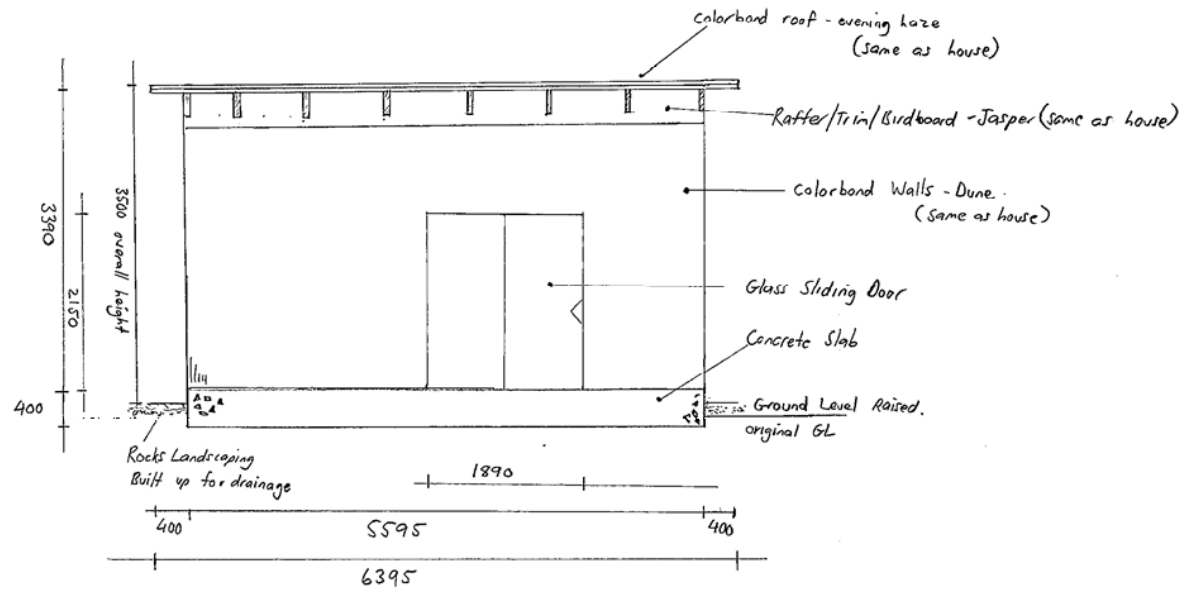 Colorbond roof - evening haze
(same as house)
Rafter/Trim/Birdboard - Jasper (same as house)
Colorbond Walls - Dune.
(same as house)
Glass Sliding Door
Concrete Slab
Ground Level Raised.
original GL
3390
2150
3500 overall height
400
Rocks Landscaping
Built up for drainage
1890
400
5595
400
6395